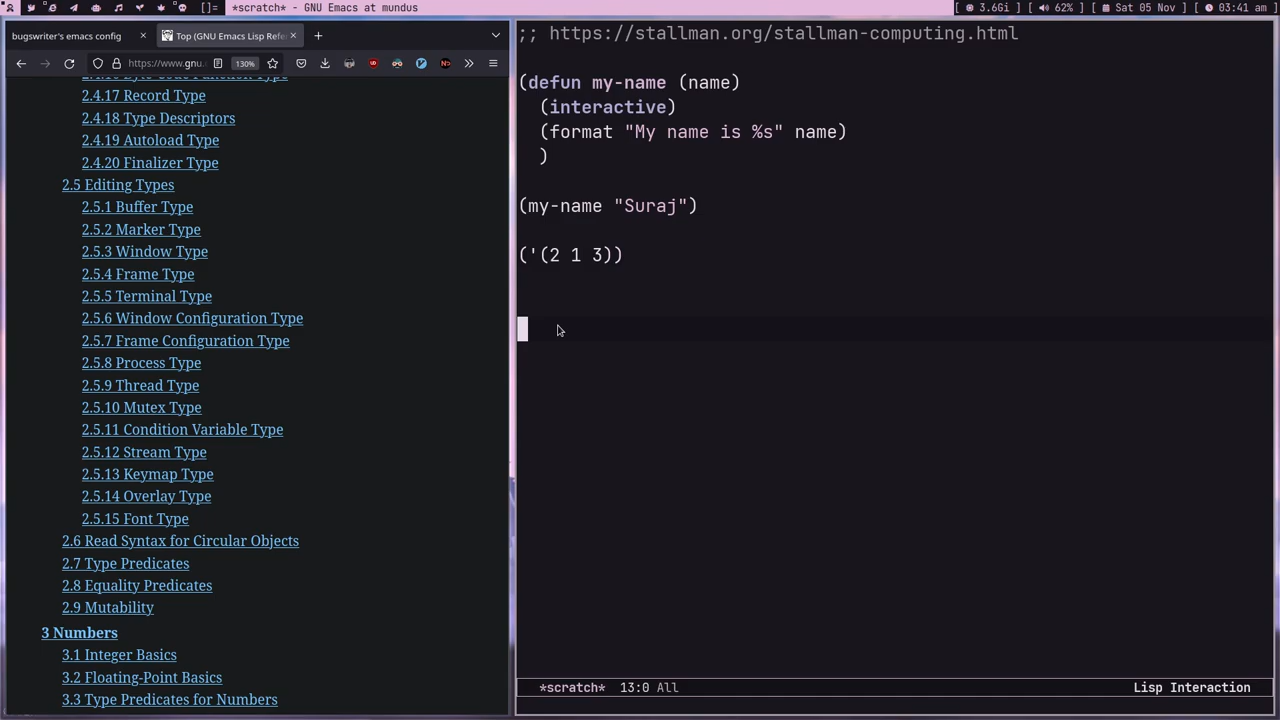 []=
*scratch* - GNU Emacs at mundus
3.6Gi
62%
Sat 05 Nov
03:41 am
bugswriter's emacs config
Top (GNU Emacs Lisp Refe
https://www.gnu.
130%
2.4.16 Byte-Code Function Type
2.4.17 Record Type
2.4.18 Type Descriptors
2.4.19 Autoload Type
2.4.20 Finalizer Type
2.5 Editing Types
2.5.1 Buffer Type
2.5.2 Marker Type
2.5.3 Window Type
2.5.4 Frame Type
2.5.5 Terminal Type
2.5.6 Window Configuration Type
2.5.7 Frame Configuration Type
2.5.8 Process Type
2.5.9 Thread Type
2.5.10 Mutex Type
2.5.11 Condition Variable Type
2.5.12 Stream Type
2.5.13 Keymap Type
2.5.14 Overlay Type
2.5.15 Font Type
2.6 Read Syntax for Circular Objects
2.7 Type Predicates
2.8 Equality Predicates
2.9 Mutability
3 Numbers
3.1 Integer Basics
3.2 Floating-Point Basics
3.3 Type Predicates for Numbers
;; https://stallman.org/stallman-computing.html
(defun my-name (name)
(interactive)
(format "My name is %s" name)
)
(my-name "Suraj")
('(2 1 3))
*scratch* 13:0 All
Lisp Interaction